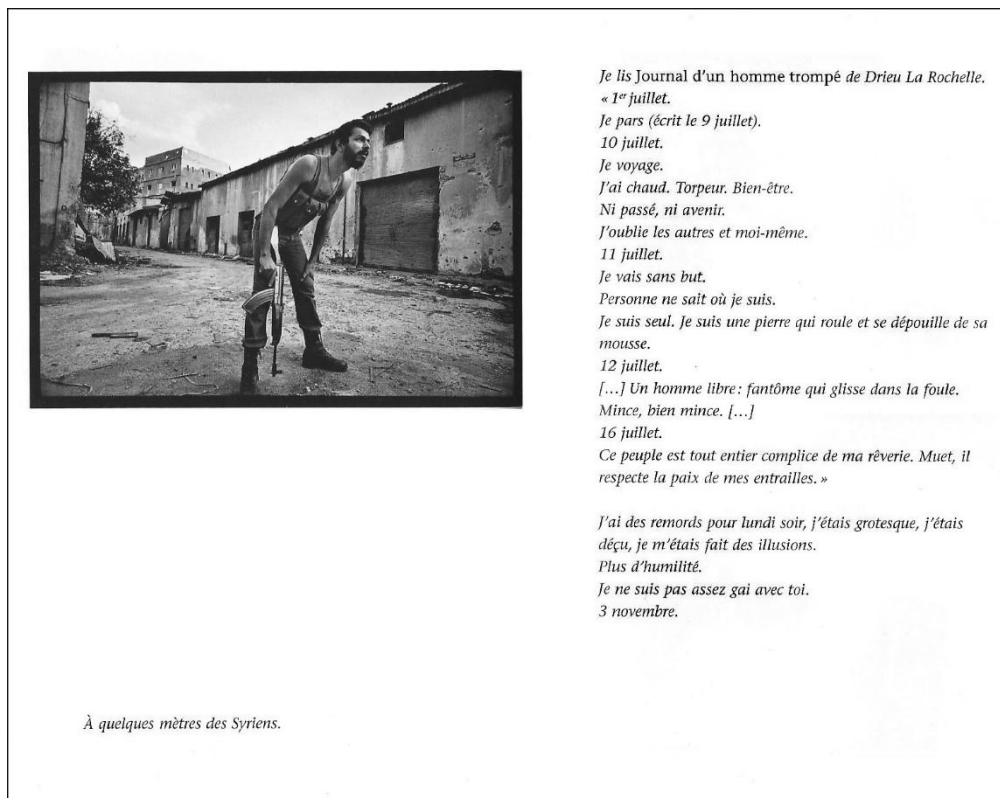 Je lis Journal d'un homme trompé de Drieu La Rochelle.
« 1er juillet.
Je pars (écrit le 9 juillet).
10 juillet.
Je voyage.
J'ai chaud. Torpeur. Bien-être.
Ni passé, ni avenir.
J'oublie les autres et moi-même.
11 juillet.
Je vais sans but.
Personne ne sait où je suis.
Je suis seul. Je suis une pierre qui roule et se dépouille de sa
mousse.
12 juillet.
[…] Un homme libre : fantôme qui glisse dans la foule.
Mince, bien mince. […]
16 juillet.
Ce peuple est tout entier complice de ma rêverie. Muet, il
respecte la paix de mes entrailles. »
J'ai des remords pour lundi soir, j'étais grotesque, j'étais
déçu, je m'étais fait des illusions.
Plus d'humilité.
Je ne suis pas assez gai avec toi.
3 novembre.
À quelques mètres des Syriens.